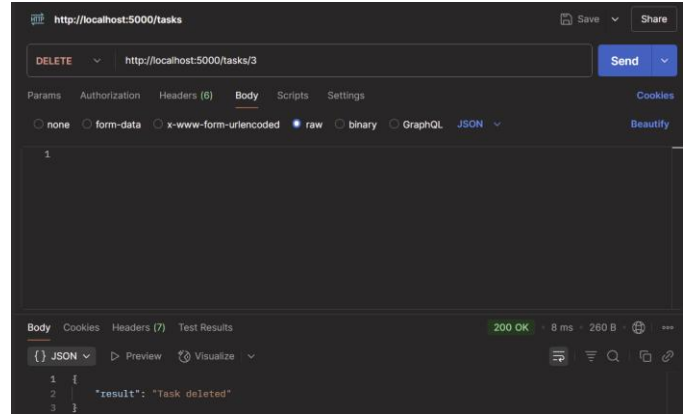 HTTP http://localhost:5000/tasks Save Share
DELETE http://localhost:5000/tasks/3 Send
Params Authorization Headers (6) Body Scripts Settings Cookies
none form-data x-www-form-urlencoded raw binary GraphQL JSON Beautify
1
Body Cookies Headers (7) Test Results 200 OK 8 ms 260 B
{} JSON Preview Visualize
1 {
2 "result": "Task deleted"
3 }